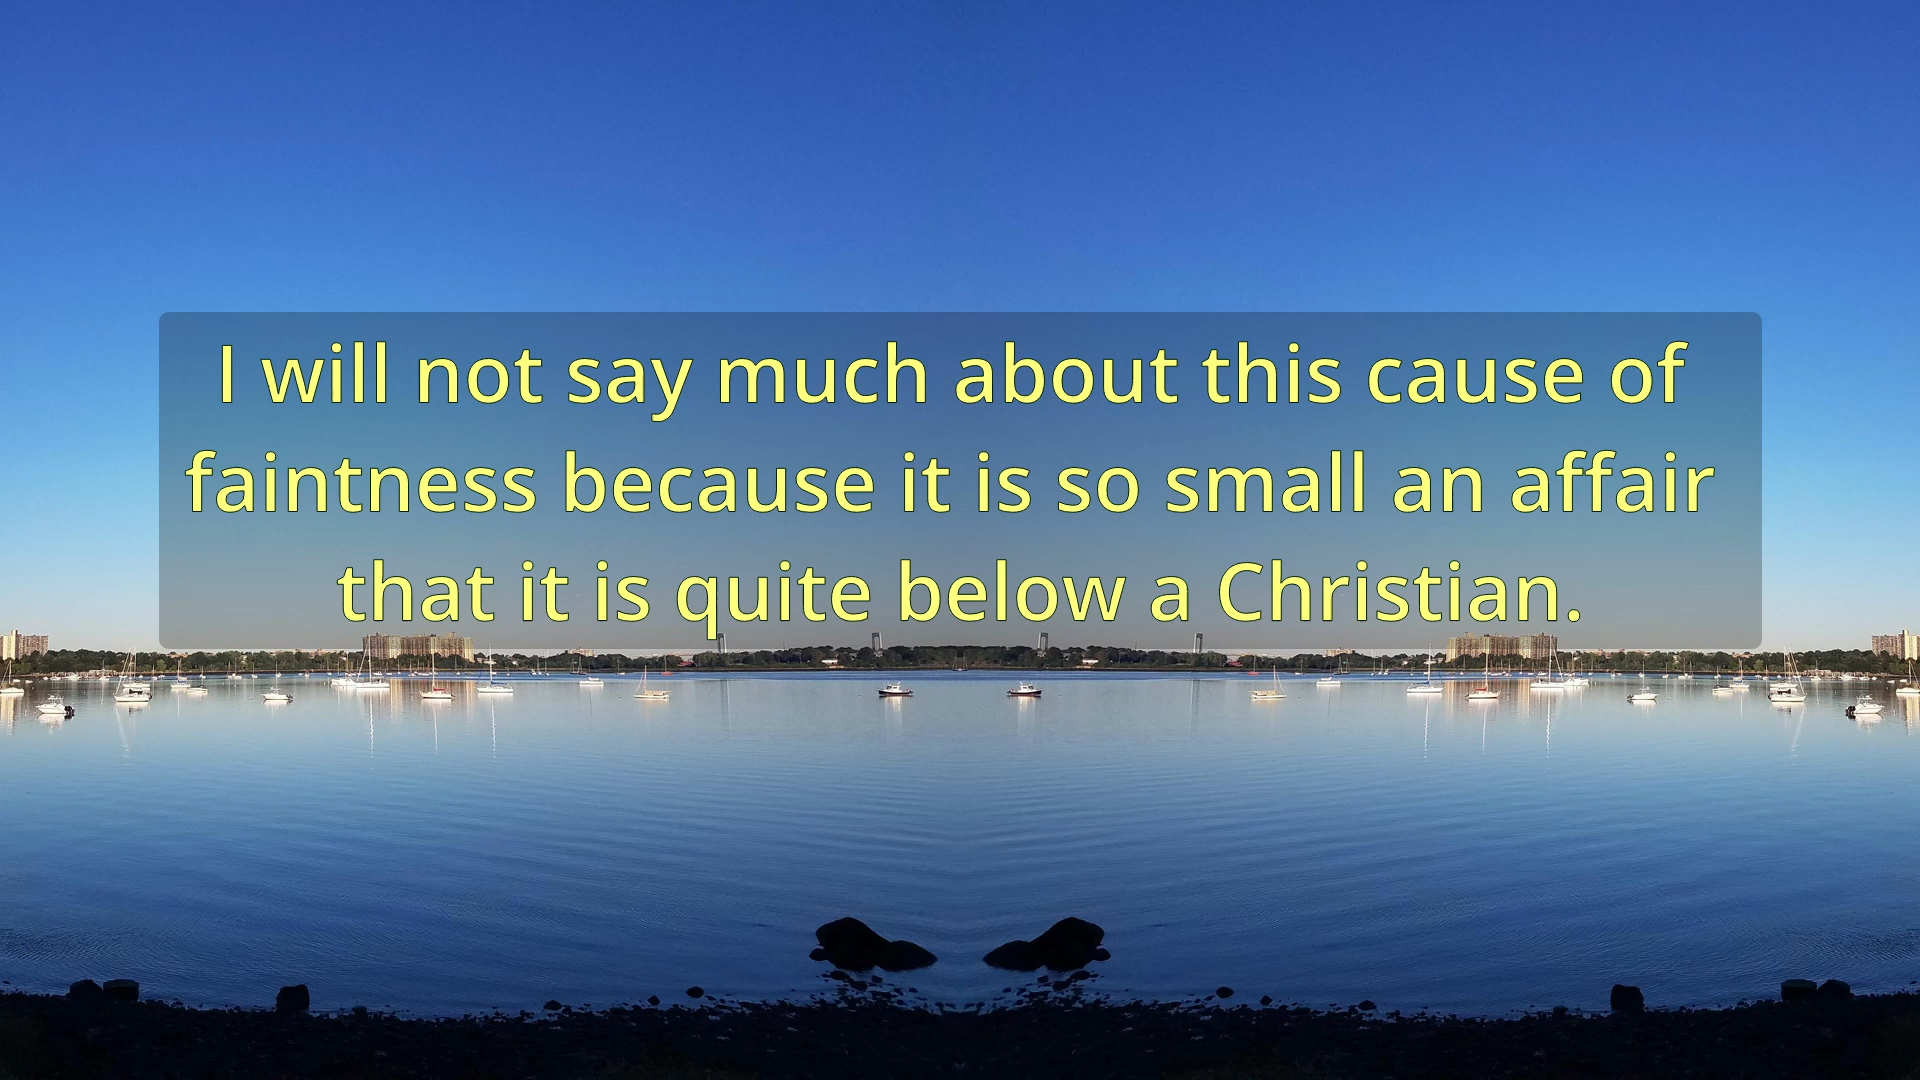 I will not say much about this cause of
faintness because it is so small an affair
that it is quite below a Christian.